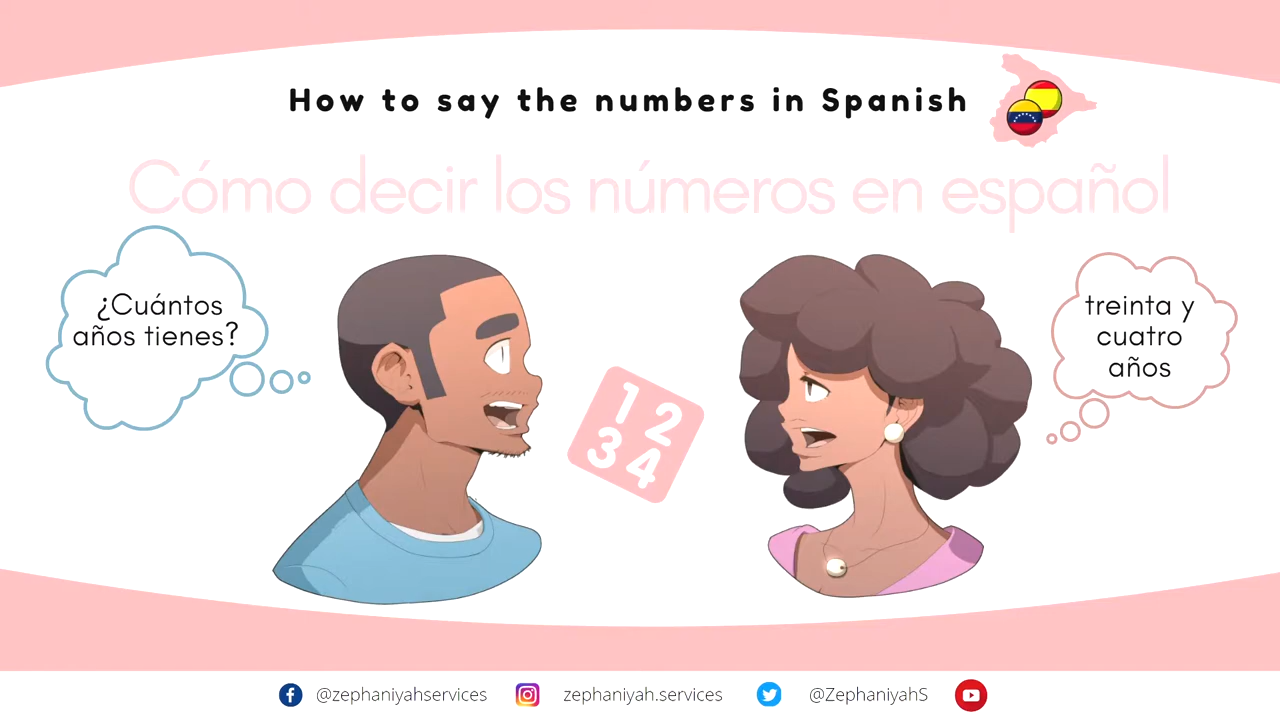 How to say the numbers in Spanish
Cómo decir los números en español
¿Cuántos
años tienes?
treinta y
cuatro
años
1 2
3 4
@zephaniyahservices
zephaniyah.services
@ZephaniyahS